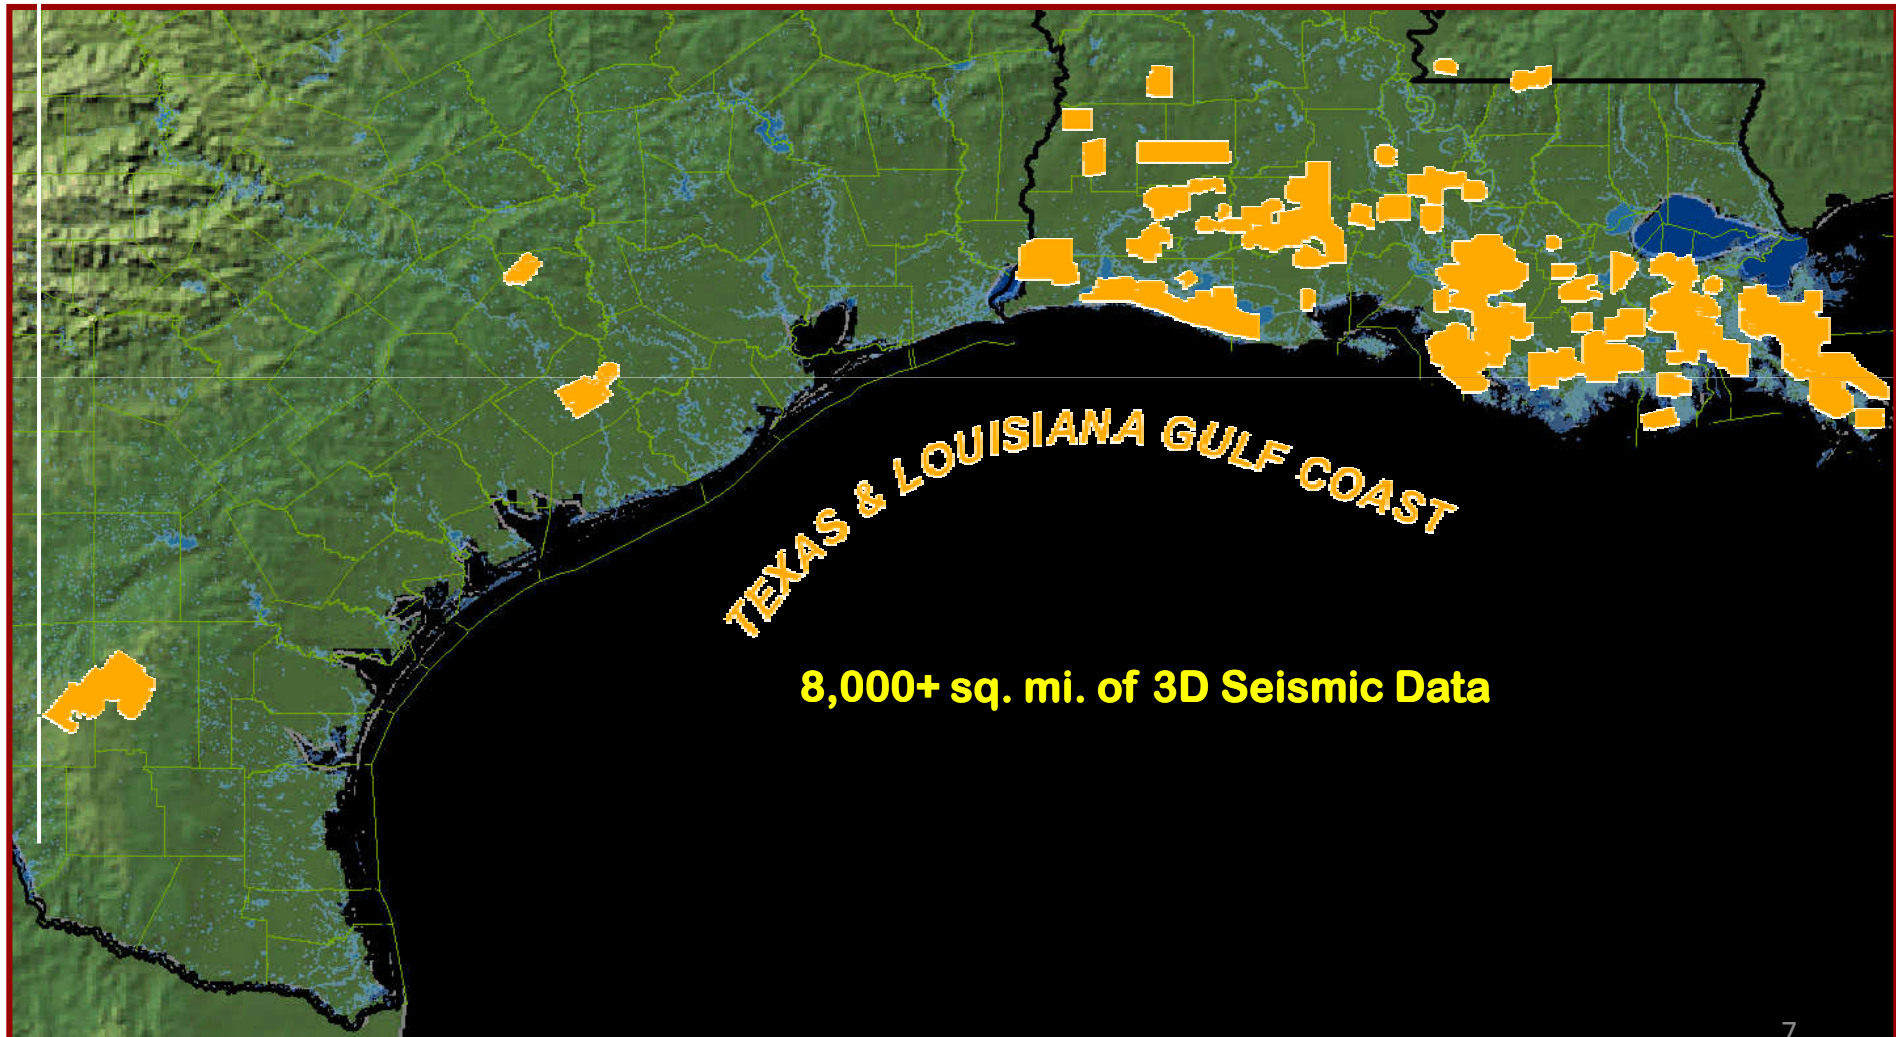 TEXAS & LOUISIANA GULF COAST
8,000+ sq. mi. of 3D Seismic Data
7